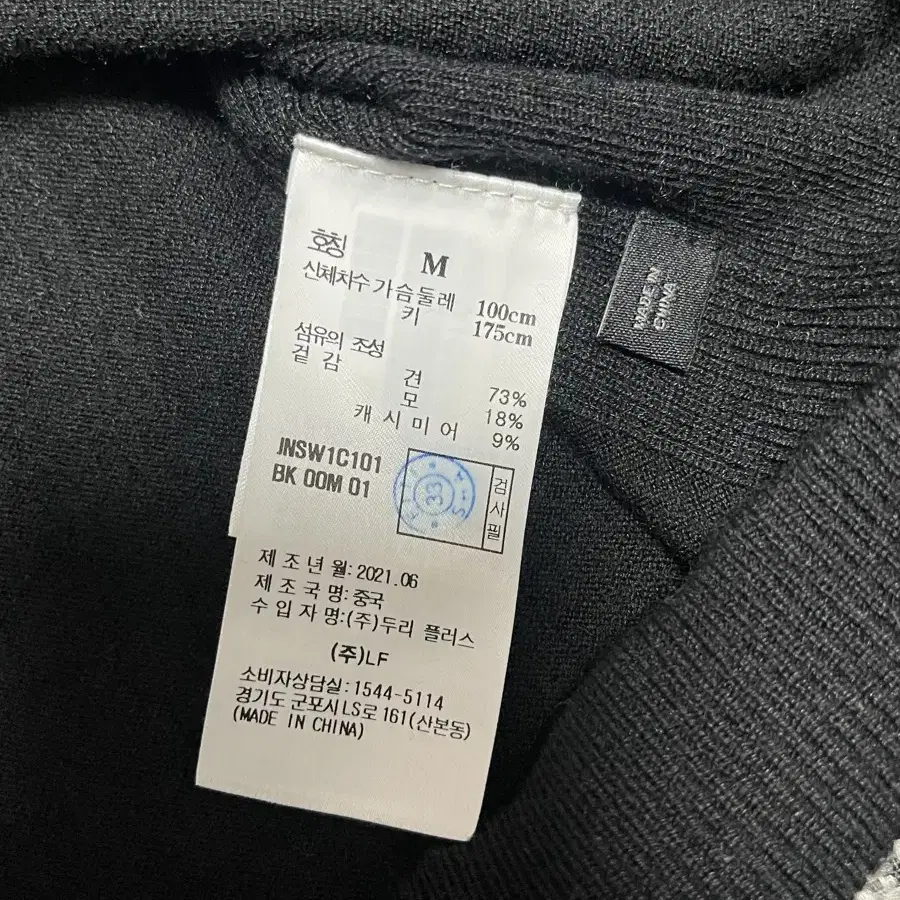 호칭 M
신체치수 가슴둘레 100cm
키 175cm
섬유의 조성
겉감
견 73%
모 18%
캐시미어 9%
JNSW1C101
BK 00M 01
검사필
33
제조년월:2021.06
제조국명:중국
수입자명:(주)두리 플러스
(주)LF
소비자상담실:1544-5114
경기도 군포시 LS로 161(산본동)
(MADE IN CHINA)
MADE IN
CHINA